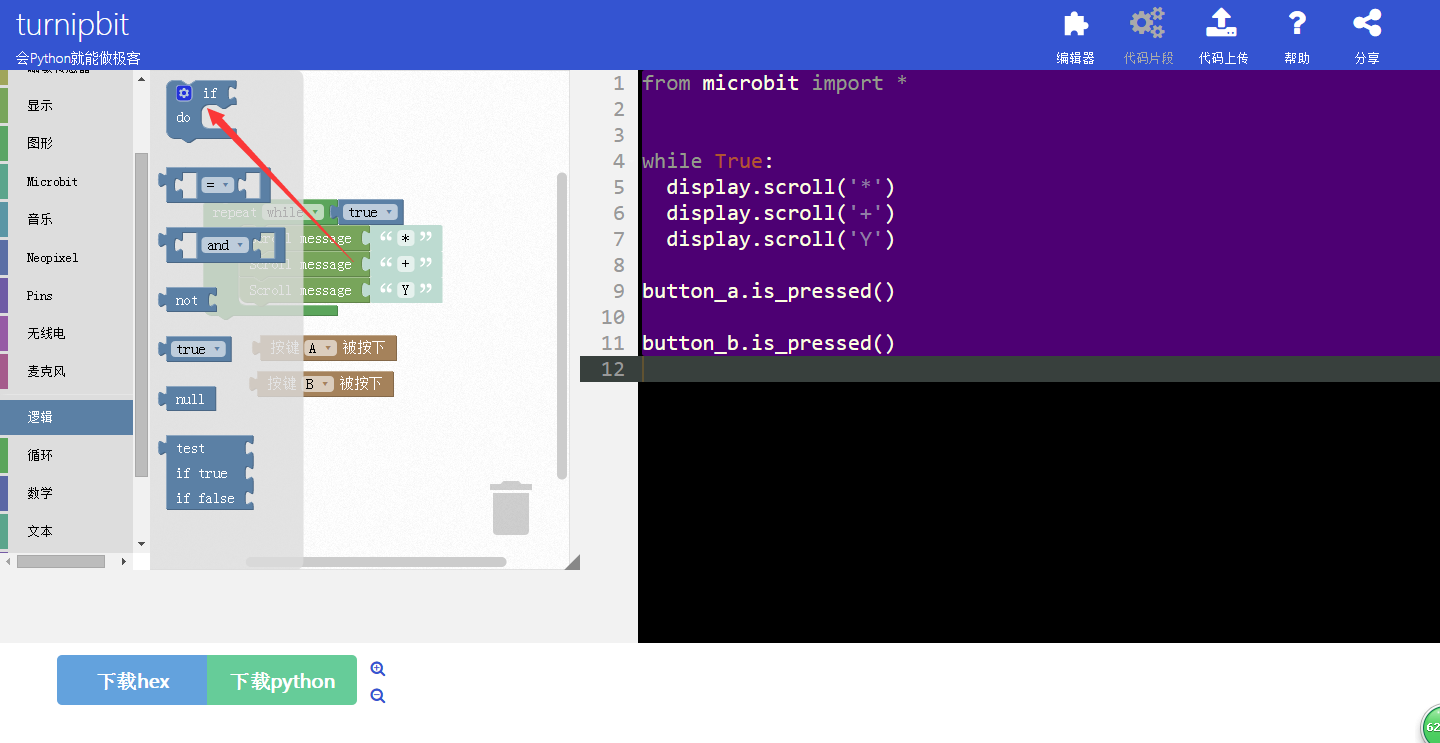 turnipbit
会Python就能做极客
编辑器
代码片段
代码上传
帮助
分享
显示
图形
Microbit
音乐
Neopixel
Pins
无线电
麦克风
逻辑
循环
数学
文本
if
do
=
and
not
true
null
test
if true
if false
repeat while true
Scroll message “ * ”
Scroll message “ + ”
Scroll message “ Y ”
按键 A 被按下
按键 B 被按下
1 from microbit import *
2
3
4 while True:
5 display.scroll('*')
6 display.scroll('+')
7 display.scroll('Y')
8
9 button_a.is_pressed()
10
11 button_b.is_pressed()
12
下载hex
下载python
62